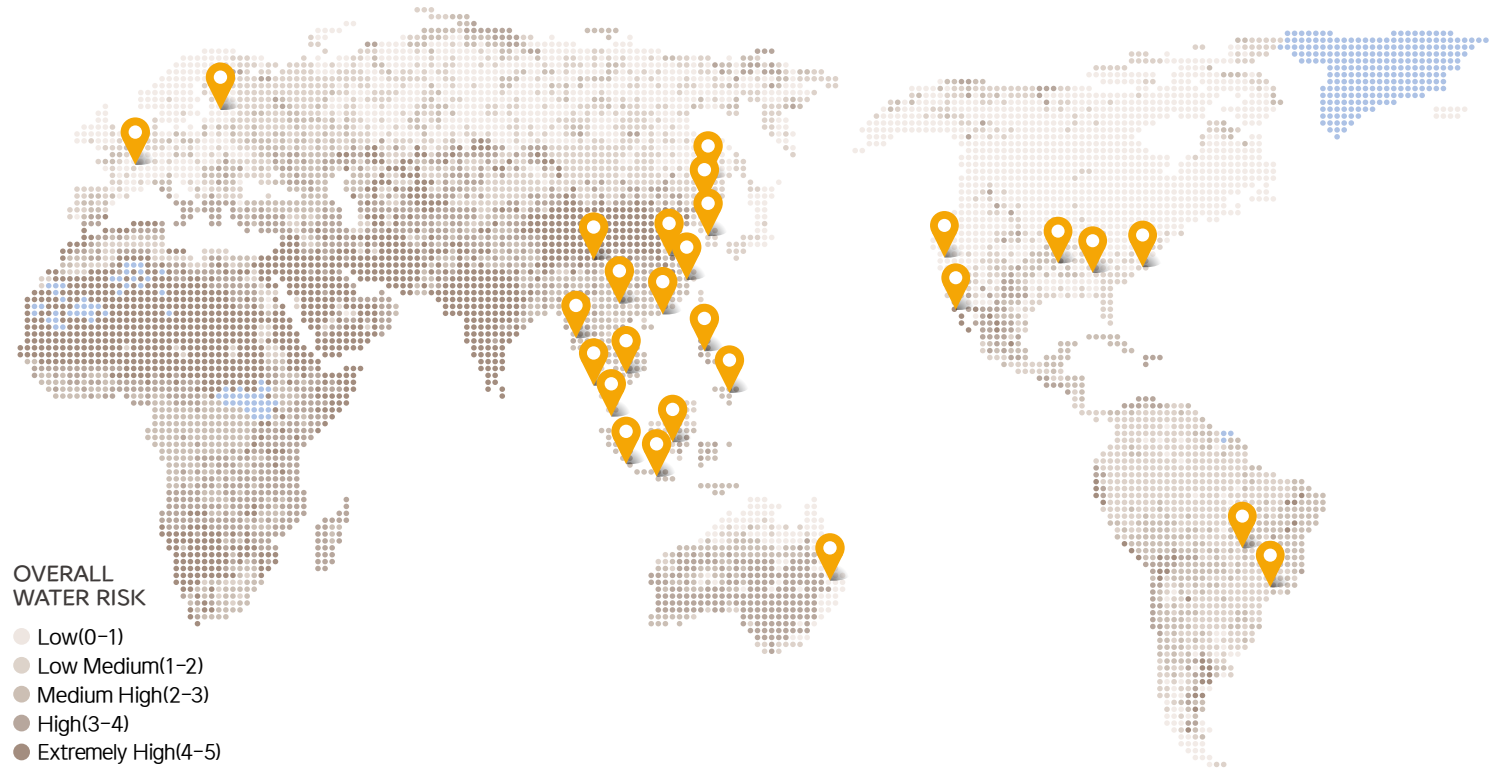 OVERALL
WATER RISK
Low(0-1)
Low Medium(1-2)
Medium High(2-3)
High(3-4)
Extremely High(4-5)